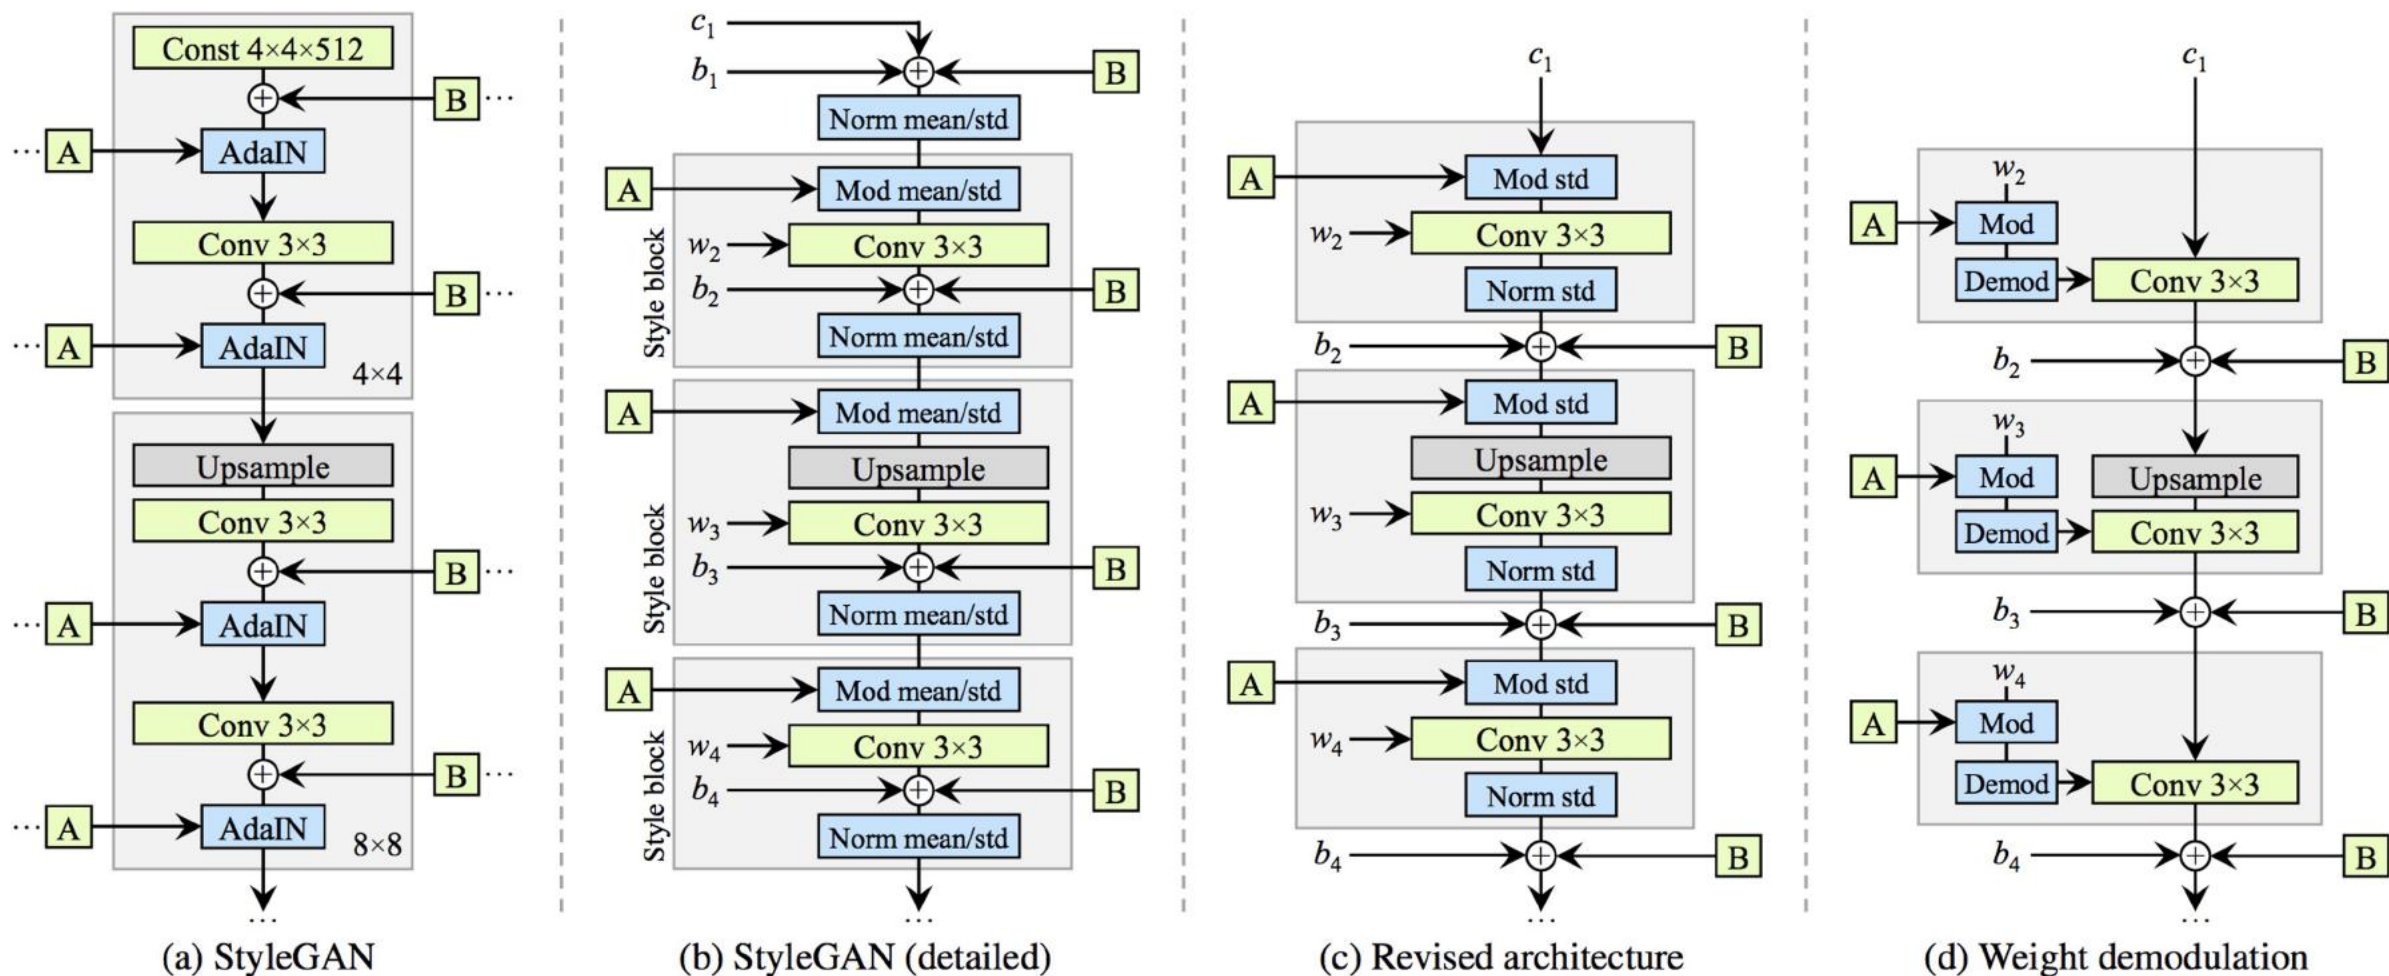 Const 4×4×512
B ...
... A
AdaIN
Conv 3×3
B ...
... A
AdaIN
4×4
Upsample
Conv 3×3
B ...
... A
AdaIN
Conv 3×3
B ...
... A
AdaIN
8×8
...
(a) StyleGAN
c₁
b₁
B
Norm mean/std
A
Mod mean/std
w₂
Conv 3×3
b₂
B
Norm mean/std
Style block
A
Mod mean/std
Upsample
w₃
Conv 3×3
b₃
B
Norm mean/std
Style block
A
Mod mean/std
w₄
Conv 3×3
b₄
B
Norm mean/std
Style block
...
(b) StyleGAN (detailed)
c₁
A
Mod std
w₂
Conv 3×3
Norm std
b₂
B
A
Mod std
Upsample
w₃
Conv 3×3
Norm std
b₃
B
A
Mod std
w₄
Conv 3×3
Norm std
b₄
B
...
(c) Revised architecture
c₁
w₂
A
Mod
Demod
Conv 3×3
b₂
B
w₃
A
Mod
Upsample
Demod
Conv 3×3
b₃
B
w₄
A
Mod
Demod
Conv 3×3
b₄
B
...
(d) Weight demodulation